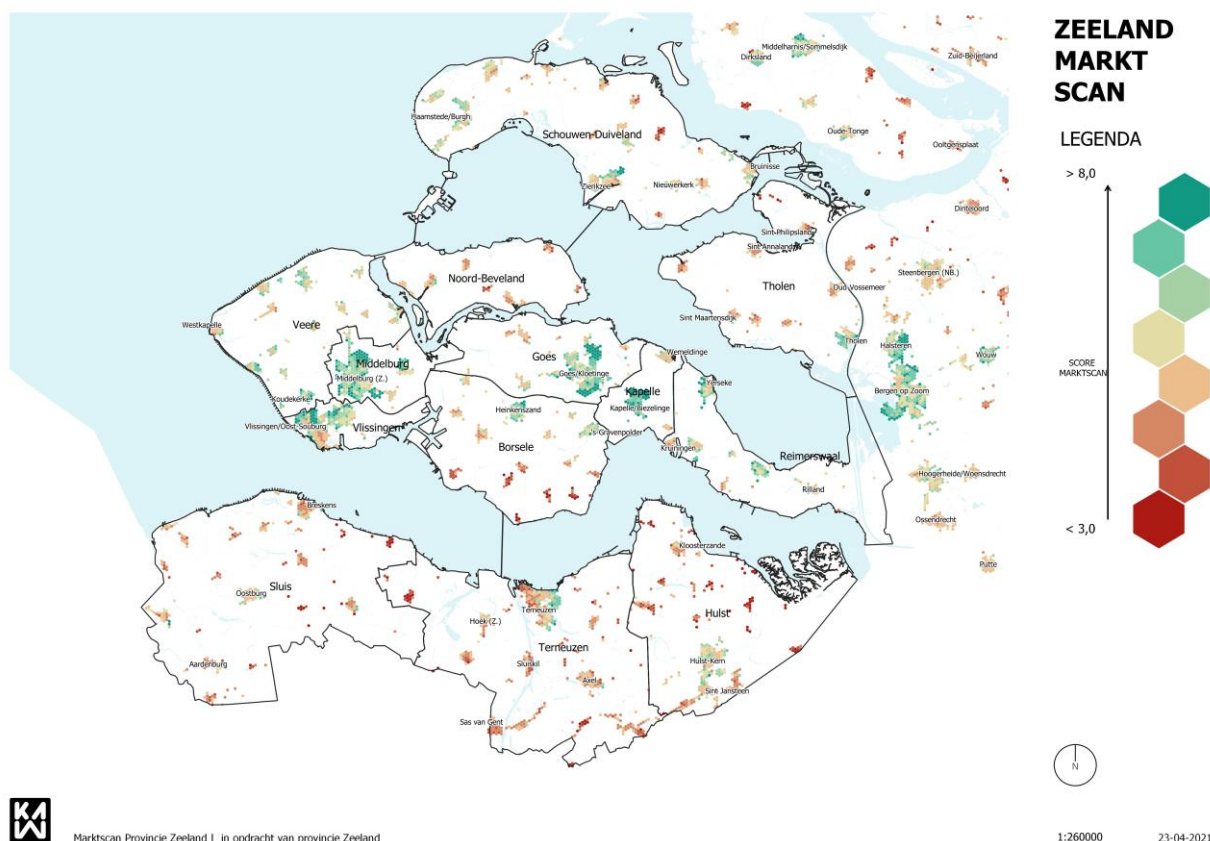 ZEELAND
MARKT
SCAN
LEGENDA
> 8,0
SCORE
MARKTSCAN
< 3,0
Middelharnis/Sommelsdijk
Dirksland
Zuid-Beijerland
Haamstede/Burgh
Schouwen-Duiveland
Oude-Tonge
Ooltgensplaat
Bruinisse
Zierikzee
Nieuwerkerk
Dinteloord
Sint Philipsland
Sint Annaland
Steenbergen (NB.)
Noord-Beveland
Tholen
Oud-Vossemeer
Westkapelle
Veere
Sint Maartensdijk
Tholen
Halsteren
Wouw
Middelburg
Goes
Wemeldinge
Goes/Kloetinge
Middelburg (Z.)
Yerseke
Kapelle
Bergen op Zoom
Koudekerke
Heinkenszand
Kapelle/Biezelinge
Vlissingen/Oost-Souburg
Vlissingen
's-Gravenpolder
Borsele
Kruiningen
Reimerswaal
Hoogerheide/Woensdrecht
Rilland
Breskens
Ossendrecht
Kloosterzande
Putte
Sluis
Oostburg
Terneuzen
Hulst
Hoek (Z.)
Terneuzen
Aardenburg
Sluiskil
Hulst-Kern
Axel
Sint Jansteen
Sas van Gent
N
KAW
Marktscan Provincie Zeeland | in opdracht van provincie Zeeland
1:260000
23-04-2021